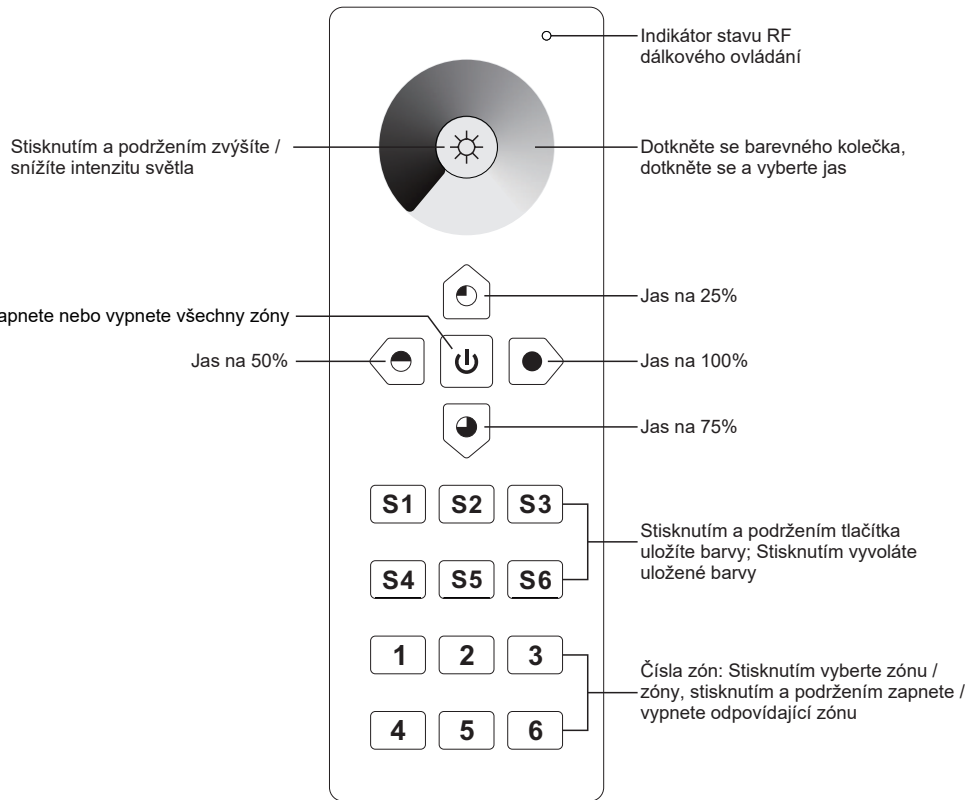 Indikátor stavu RF
dálkového ovládání
Stisknutím a podržením zvýšíte /
snížíte intenzitu světla
Dotkněte se barevného kolečka,
dotkněte se a vyberte jas
Jas na 25%
nebo vypnete všechny zóny
Jas na 50%
Jas na 100%
Jas na 75%
S1 S2 S3
Stisknutím a podržením tlačítka
uložíte barvy; Stisknutím vyvoláte
uložené barvy
S4 S5 S6
1 2 3
Čísla zón: Stisknutím vyberte zónu /
zóny, stisknutím a podržením zapnete /
vypnete odpovídající zónu
4 5 6